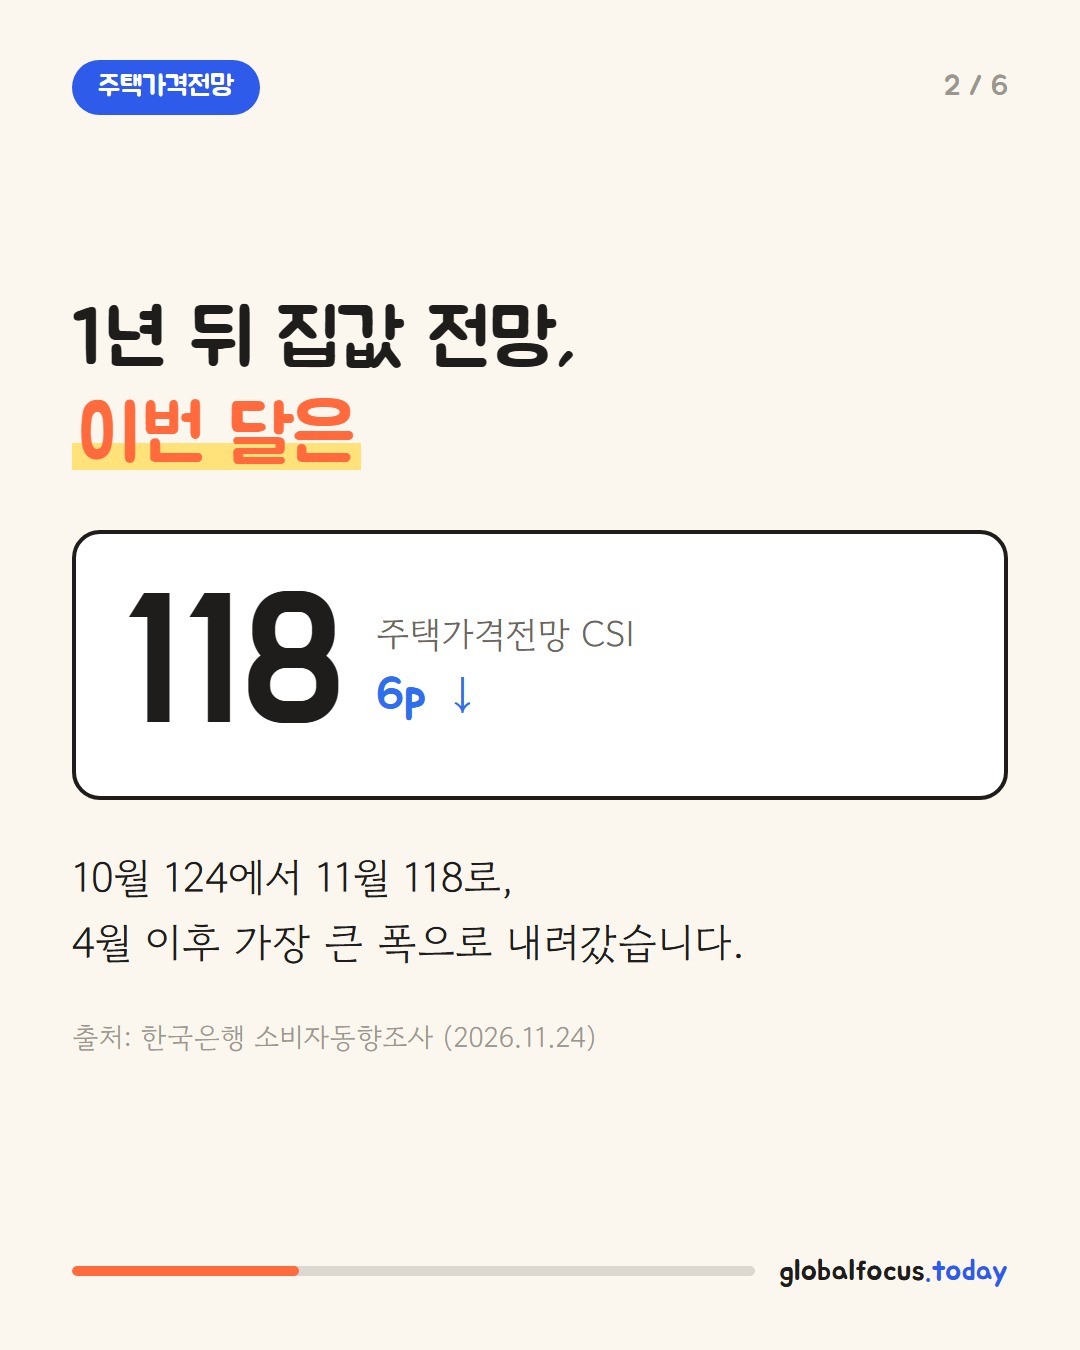 주택가격전망
2 / 6
1년 뒤 집값 전망,
이번 달은
118
주택가격전망 CSI
6p ↓
10월 124에서 11월 118로,
4월 이후 가장 큰 폭으로 내려갔습니다.
출처: 한국은행 소비자동향조사 (2026.11.24)
globalfocus.today